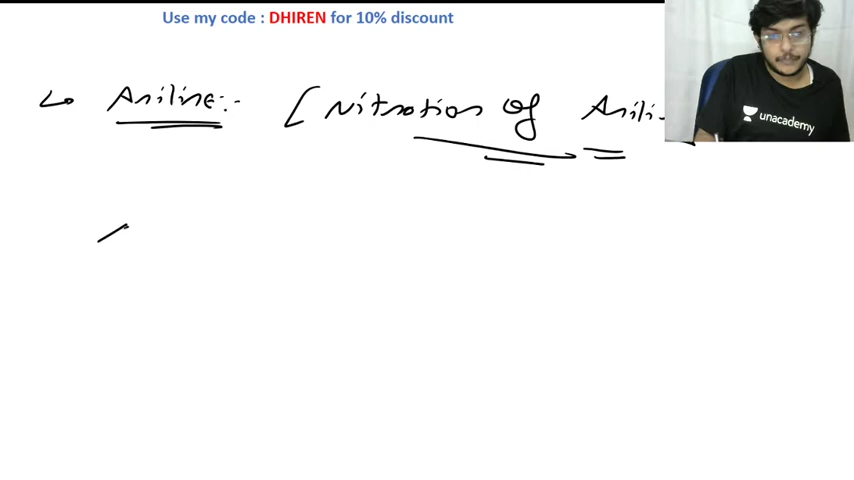 Use my code : DHIREN for 10% discount
↳ Aniline:- [Nitration of Anili
unacademy